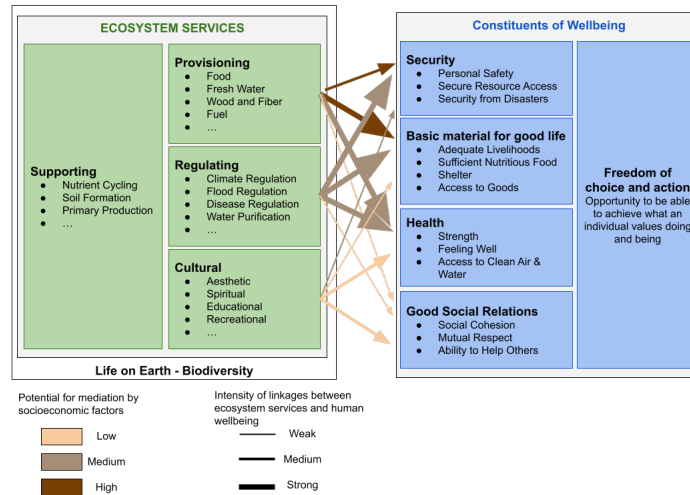 ECOSYSTEM SERVICES
Supporting
● Nutrient Cycling
● Soil Formation
● Primary Production
● ...
Provisioning
● Food
● Fresh Water
● Wood and Fiber
● Fuel
● ...
Regulating
● Climate Regulation
● Flood Regulation
● Disease Regulation
● Water Purification
● ...
Cultural
● Aesthetic
● Spiritual
● Educational
● Recreational
● ...
Life on Earth - Biodiversity
Constituents of Wellbeing
Security
● Personal Safety
● Secure Resource Access
● Security from Disasters
Basic material for good life
● Adequate Livelihoods
● Sufficient Nutritious Food
● Shelter
● Access to Goods
Health
● Strength
● Feeling Well
● Access to Clean Air &
Water
Good Social Relations
● Social Cohesion
● Mutual Respect
● Ability to Help Others
Freedom of
choice and action
Opportunity to be able
to achieve what an
individual values doing
and being
Potential for mediation by
socioeconomic factors
Low
Medium
High
Intensity of linkages between
ecosystem services and human
wellbeing
Weak
Medium
Strong